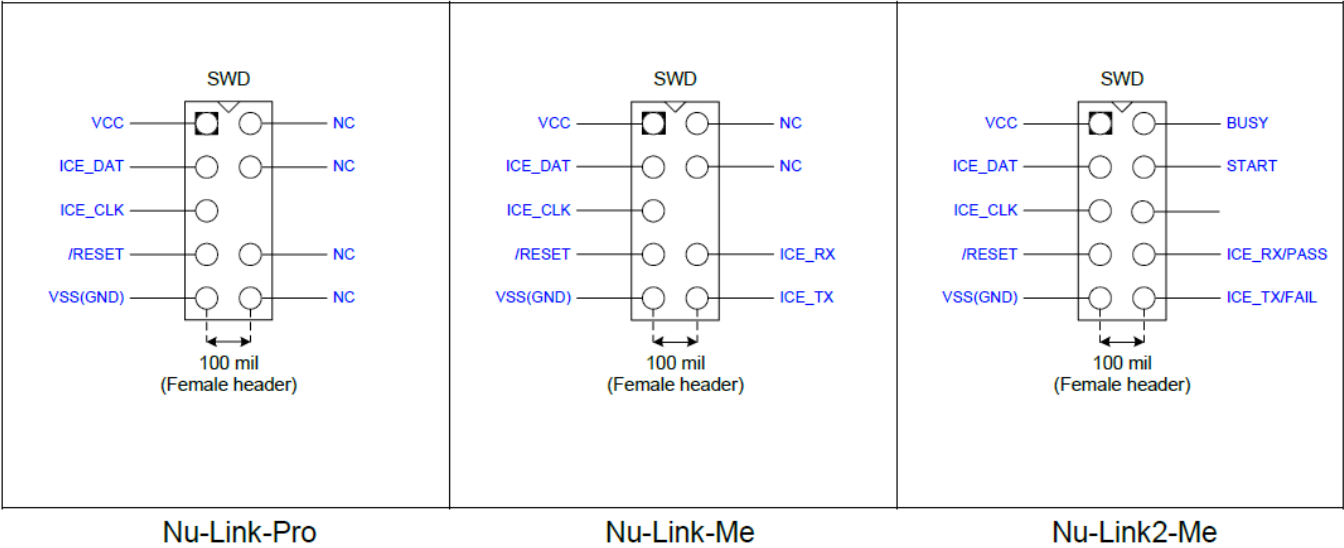 SWD
VCC NC
ICE_DAT NC
ICE_CLK
/RESET NC
VSS(GND) NC
100 mil
(Female header)
Nu-Link-Pro
SWD
VCC NC
ICE_DAT NC
ICE_CLK
/RESET ICE_RX
VSS(GND) ICE_TX
100 mil
(Female header)
Nu-Link-Me
SWD
VCC BUSY
ICE_DAT START
ICE_CLK
/RESET ICE_RX/PASS
VSS(GND) ICE_TX/FAIL
100 mil
(Female header)
Nu-Link2-Me